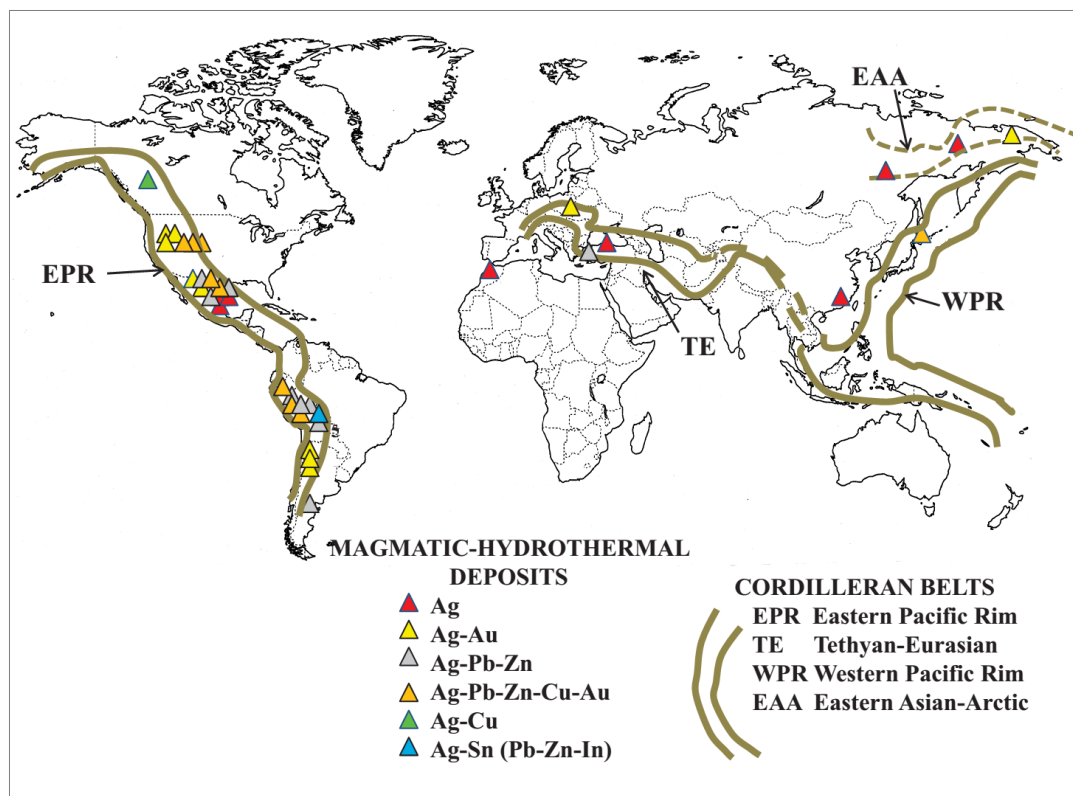 EAA
EPR
WPR
TE
MAGMATIC-HYDROTHERMAL
DEPOSITS
Ag
Ag-Au
Ag-Pb-Zn
Ag-Pb-Zn-Cu-Au
Ag-Cu
Ag-Sn (Pb-Zn-In)
CORDILLERAN BELTS
EPR Eastern Pacific Rim
TE Tethyan-Eurasian
WPR Western Pacific Rim
EAA Eastern Asian-Arctic